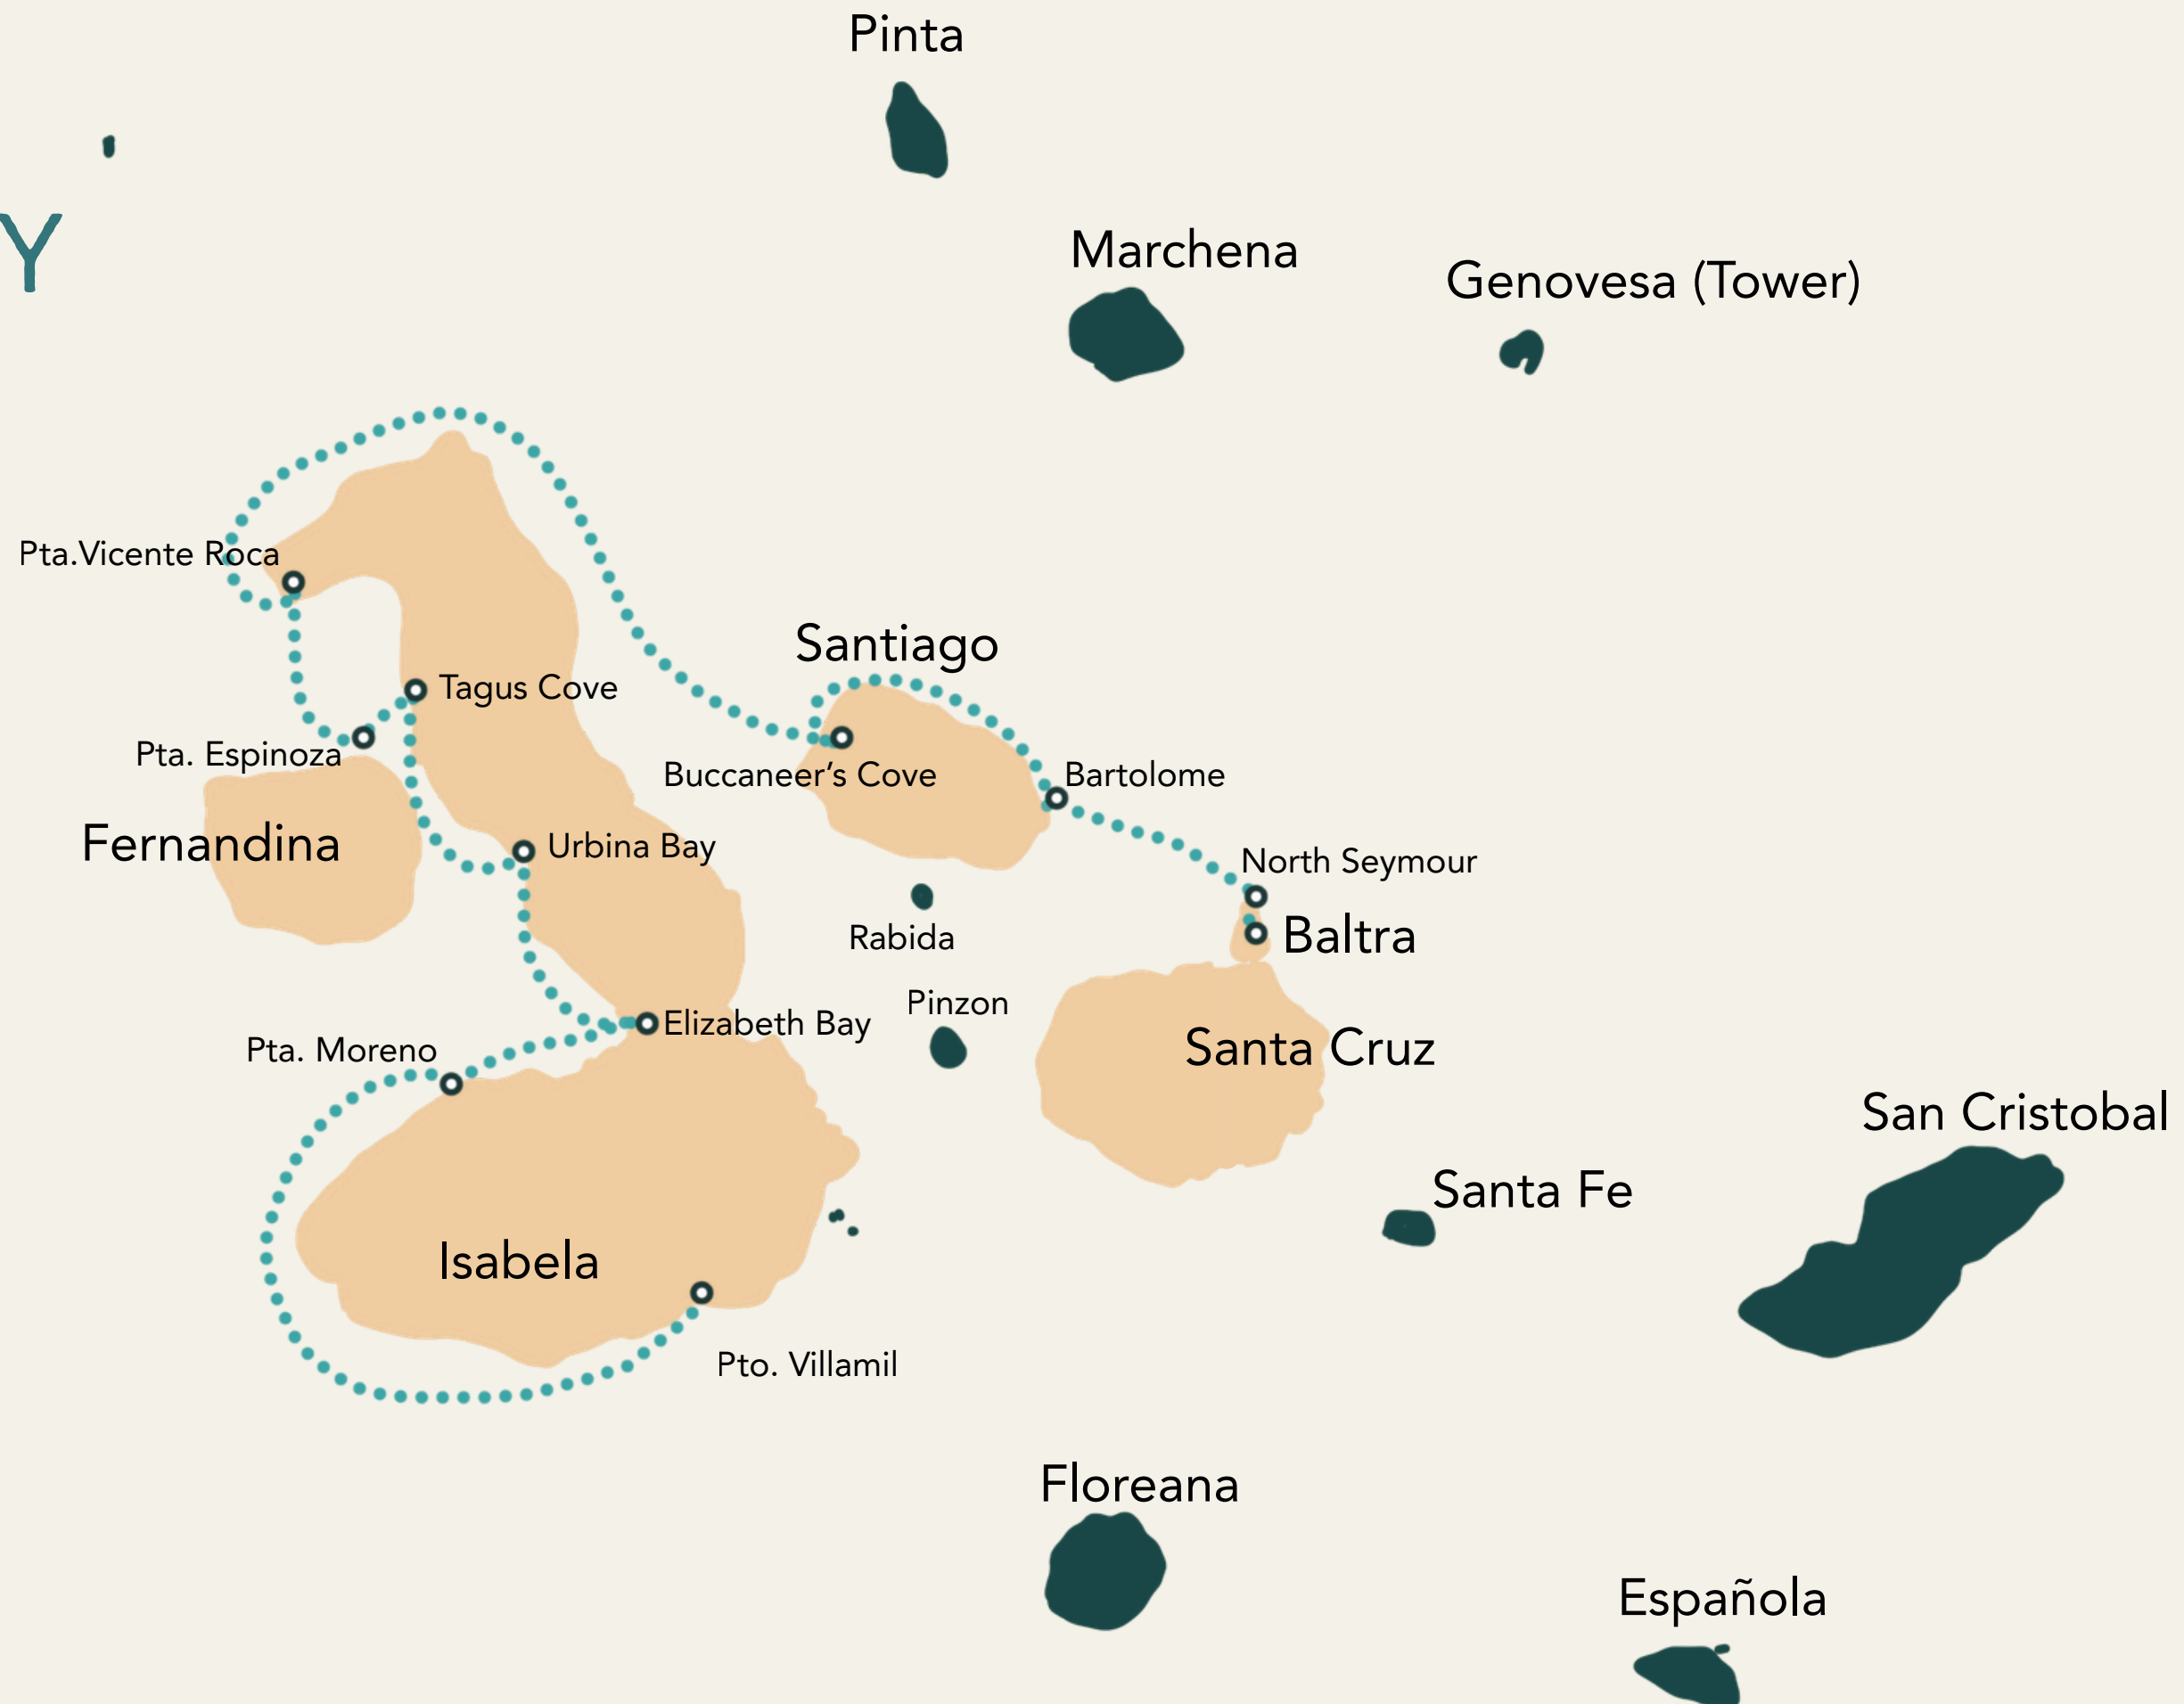 Pinta
Y
Marchena
Genovesa (Tower)
Pta.Vicente Roca
Santiago
Tagus Cove
Pta. Espinoza
Buccaneer’s Cove
Bartolome
Fernandina
Urbina Bay
North Seymour
Rabida
Baltra
Pinzon
Elizabeth Bay
Pta. Moreno
Santa Cruz
San Cristobal
Santa Fe
Isabela
Pto. Villamil
Floreana
Española